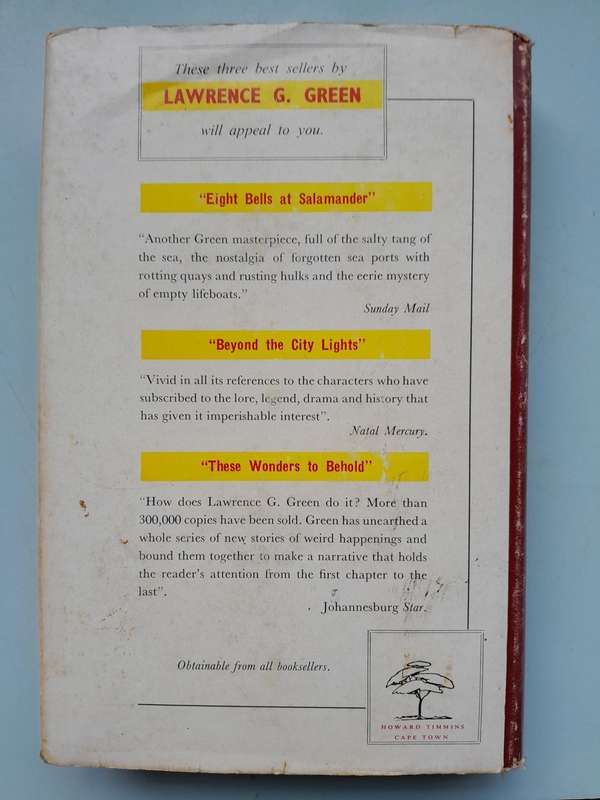 These three best sellers by
LAWRENCE G. GREEN
will appeal to you.
"Eight Bells at Salamander"
"Another Green masterpiece, full of the salty tang of
the sea, the nostalgia of forgotten sea ports with
rotting quays and rusting hulks and the eerie mystery
of empty lifeboats."
Sunday Mail
"Beyond the City Lights"
"Vivid in all its references to the characters who have
subscribed to the lore, legend, drama and history that
has given it imperishable interest".
Natal Mercury.
"These Wonders to Behold"
"How does Lawrence G. Green do it? More than
300,000 copies have been sold. Green has unearthed a
whole series of new stories of weird happenings and
bound them together to make a narrative that holds
the reader's attention from the first chapter to the
last".
Johannesburg Star.
Obtainable from all booksellers.
HOWARD TIMMINS
CAPE TOWN